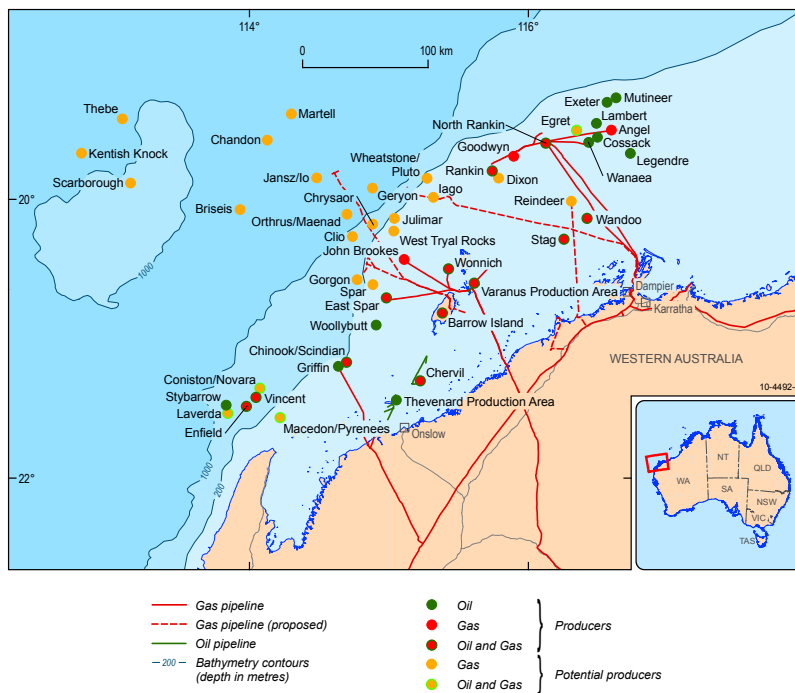 114°
116°
0
100 km
Thebe
Martell
Exeter
Mutineer
Lambert
North Rankin
Egret
Angel
Cossack
Chandon
Goodwyn
Kentish Knock
Wheatstone/
Pluto
Legendre
Wanaea
Rankin
Dixon
Scarborough
Jansz/Io
Chrysaor
Geryon
Iago
20°
Reindeer
Briseis
Orthrus/Maenad
Julimar
Wandoo
Clio
West Tryal Rocks
Stag
John Brookes
Wonnich
1000
Gorgon
Spar
Varanus Production Area
Dampier
East Spar
Karratha
Woollybutt
Barrow Island
WESTERN AUSTRALIA
Chinook/Scindian
Griffin
Chervil
10-4492-
Coniston/Novara
Stybarrow
Vincent
Thevenard Production Area
Laverda
Macedon/Pyrenees
Enfield
Onslow
1000
200
22°
NT
QLD
WA
SA
NSW
VIC
TAS
Gas pipeline
Gas pipeline (proposed)
Oil pipeline
200
Bathymetry contours
(depth in metres)
Oil
Gas
Oil and Gas
Producers
Gas
Oil and Gas
Potential producers